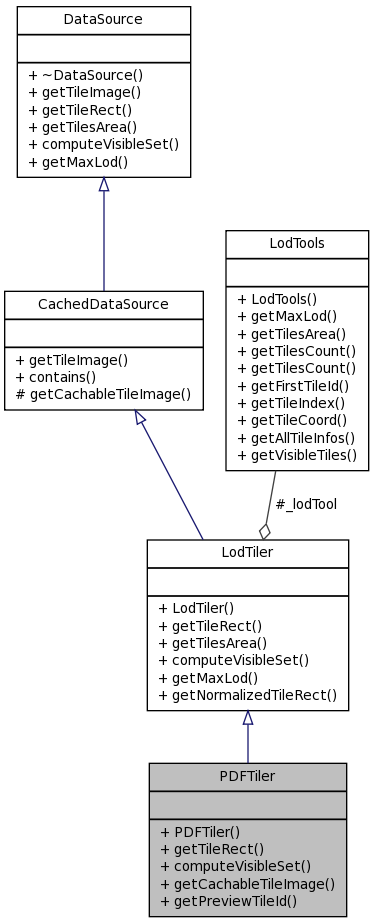 DataSource
+ ~DataSource()
+ getTileImage()
+ getTileRect()
+ getTilesArea()
+ computeVisibleSet()
+ getMaxLod()
LodTools
+ LodTools()
+ getMaxLod()
+ getTilesArea()
+ getTilesCount()
+ getTilesCount()
+ getFirstTileId()
+ getTileIndex()
+ getTileCoord()
+ getAllTileInfos()
+ getVisibleTiles()
CachedDataSource
+ getTileImage()
+ contains()
# getCachableTileImage()
#_lodTool
LodTiler
+ LodTiler()
+ getTileRect()
+ getTilesArea()
+ computeVisibleSet()
+ getMaxLod()
+ getNormalizedTileRect()
PDFTiler
+ PDFTiler()
+ getTileRect()
+ computeVisibleSet()
+ getCachableTileImage()
+ getPreviewTileId()